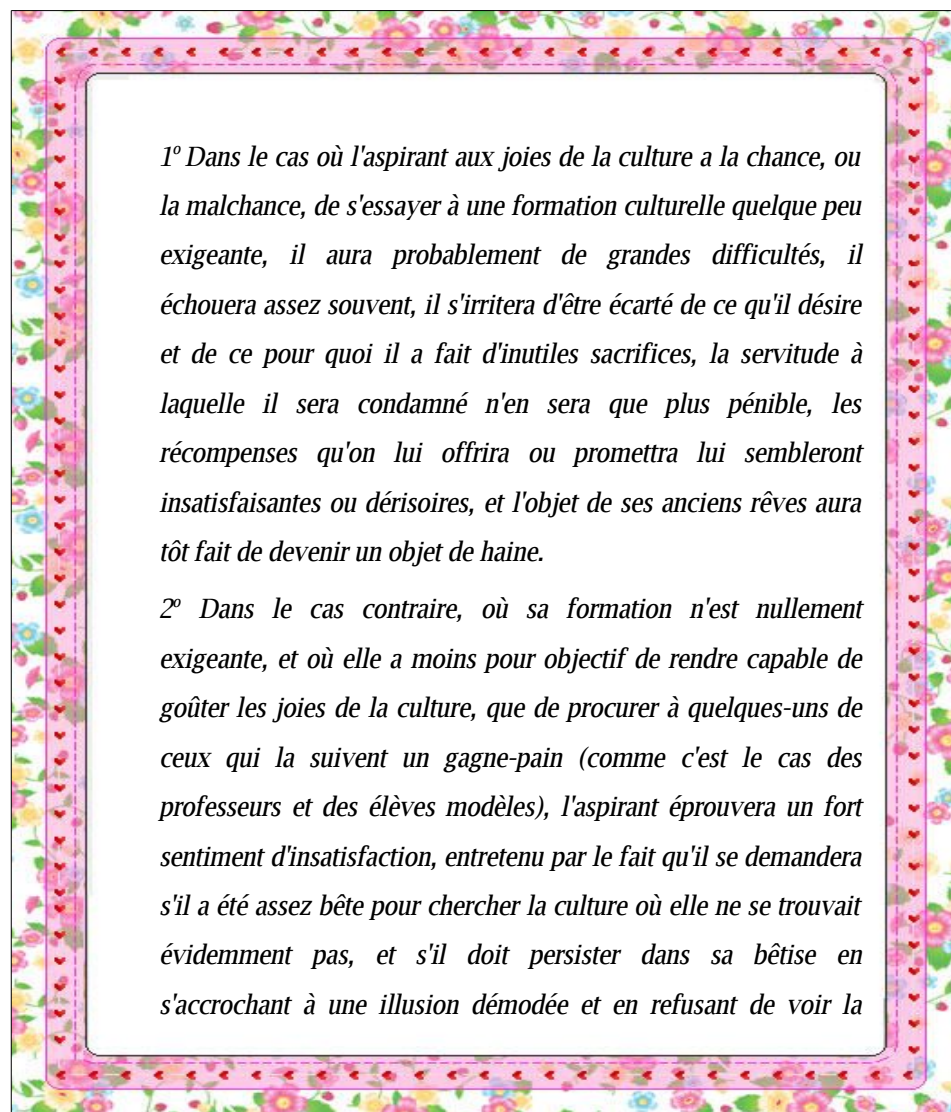 1º Dans le cas où l'aspirant aux joies de la culture a la chance, ou
la malchance, de s'essayer à une formation culturelle quelque peu
exigeante, il aura probablement de grandes difficultés, il
échouera assez souvent, il s'irritera d'être écarté de ce qu'il désire
et de ce pour quoi il a fait d'inutiles sacrifices, la servitude à
laquelle il sera condamné n'en sera que plus pénible, les
récompenses qu'on lui offrira ou promettra lui sembleront
insatisfaisantes ou dérisoires, et l'objet de ses anciens rêves aura
tôt fait de devenir un objet de haine.
2º Dans le cas contraire, où sa formation n'est nullement
exigeante, et où elle a moins pour objectif de rendre capable de
goûter les joies de la culture, que de procurer à quelques-uns de
ceux qui la suivent un gagne-pain (comme c'est le cas des
professeurs et des élèves modèles), l'aspirant éprouvera un fort
sentiment d'insatisfaction, entretenu par le fait qu'il se demandera
s'il a été assez bête pour chercher la culture où elle ne se trouvait
évidemment pas, et s'il doit persister dans sa bêtise en
s'accrochant à une illusion démodée et en refusant de voir la